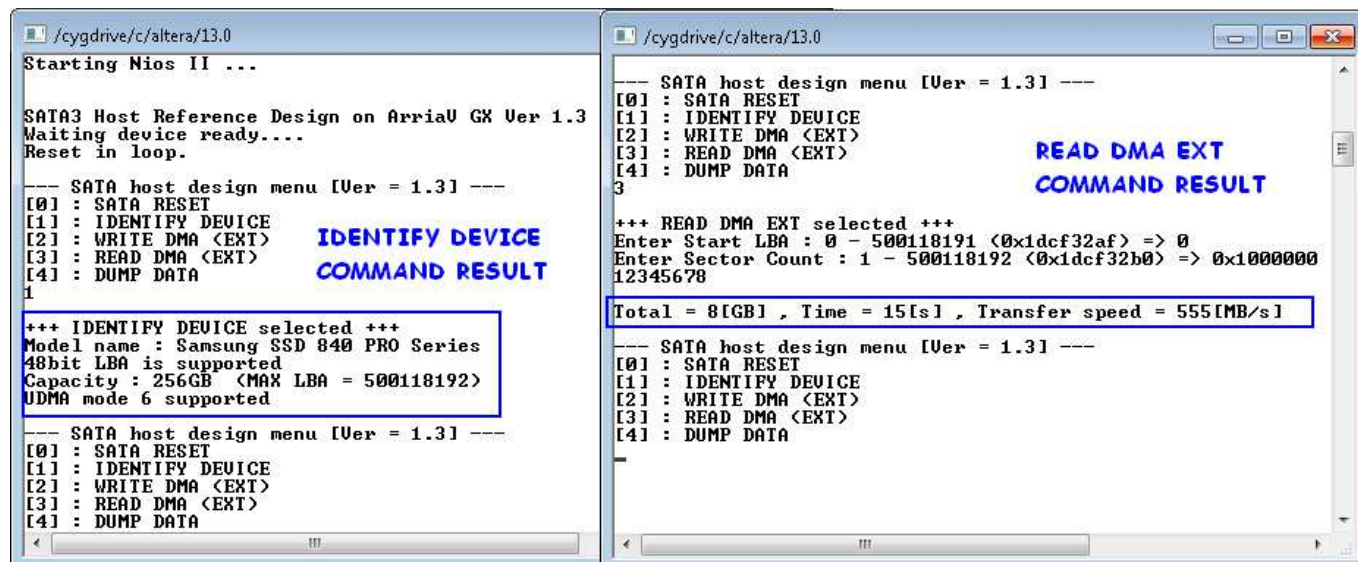 /cygdrive/c/altera/13.0
Starting Nios II ...
SATA3 Host Reference Design on ArriaV GX Ver 1.3
Waiting device ready....
Reset in loop.
--- SATA host design menu [Ver = 1.3] ---
[0] : SATA RESET
[1] : IDENTIFY DEVICE
[2] : WRITE DMA (EXT)
[3] : READ DMA (EXT)
[4] : DUMP DATA
1
IDENTIFY DEVICE
COMMAND RESULT
+++ IDENTIFY DEVICE selected +++
Model name : Samsung SSD 840 PRO Series
48bit LBA is supported
Capacity : 256GB (MAX LBA = 500118192)
UDMA mode 6 supported
--- SATA host design menu [Ver = 1.3] ---
[0] : SATA RESET
[1] : IDENTIFY DEVICE
[2] : WRITE DMA (EXT)
[3] : READ DMA (EXT)
[4] : DUMP DATA
/cygdrive/c/altera/13.0
--- SATA host design menu [Ver = 1.3] ---
[0] : SATA RESET
[1] : IDENTIFY DEVICE
[2] : WRITE DMA (EXT)
[3] : READ DMA (EXT)
[4] : DUMP DATA
3
READ DMA EXT
COMMAND RESULT
+++ READ DMA EXT selected +++
Enter Start LBA : 0 - 500118191 (0x1dcf32af) => 0
Enter Sector Count : 1 - 500118192 (0x1dcf32b0) => 0x1000000
12345678
Total = 8[GB] , Time = 15[s] , Transfer speed = 555[MB/s]
--- SATA host design menu [Ver = 1.3] ---
[0] : SATA RESET
[1] : IDENTIFY DEVICE
[2] : WRITE DMA (EXT)
[3] : READ DMA (EXT)
[4] : DUMP DATA